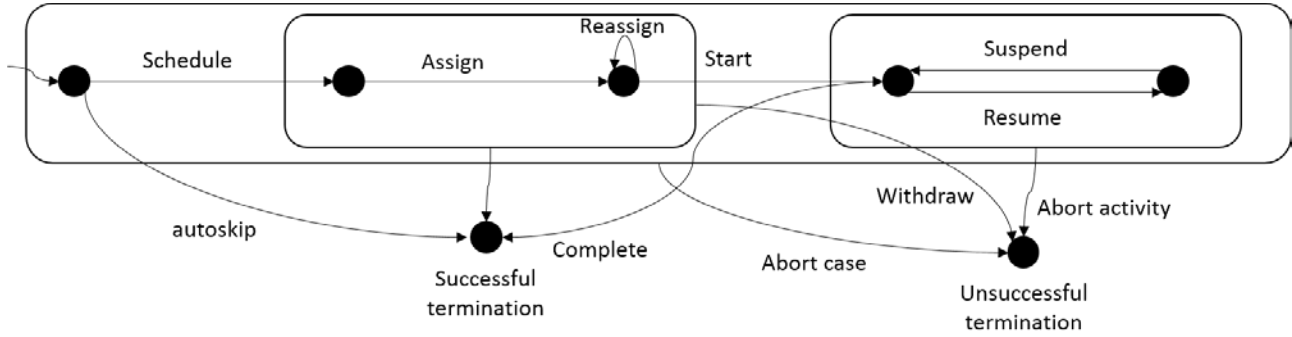 Reassign
Schedule
Assign
Start
Suspend
Resume
Withdraw
Abort activity
autoskip
Complete
Abort case
Successful
termination
Unsuccessful
termination